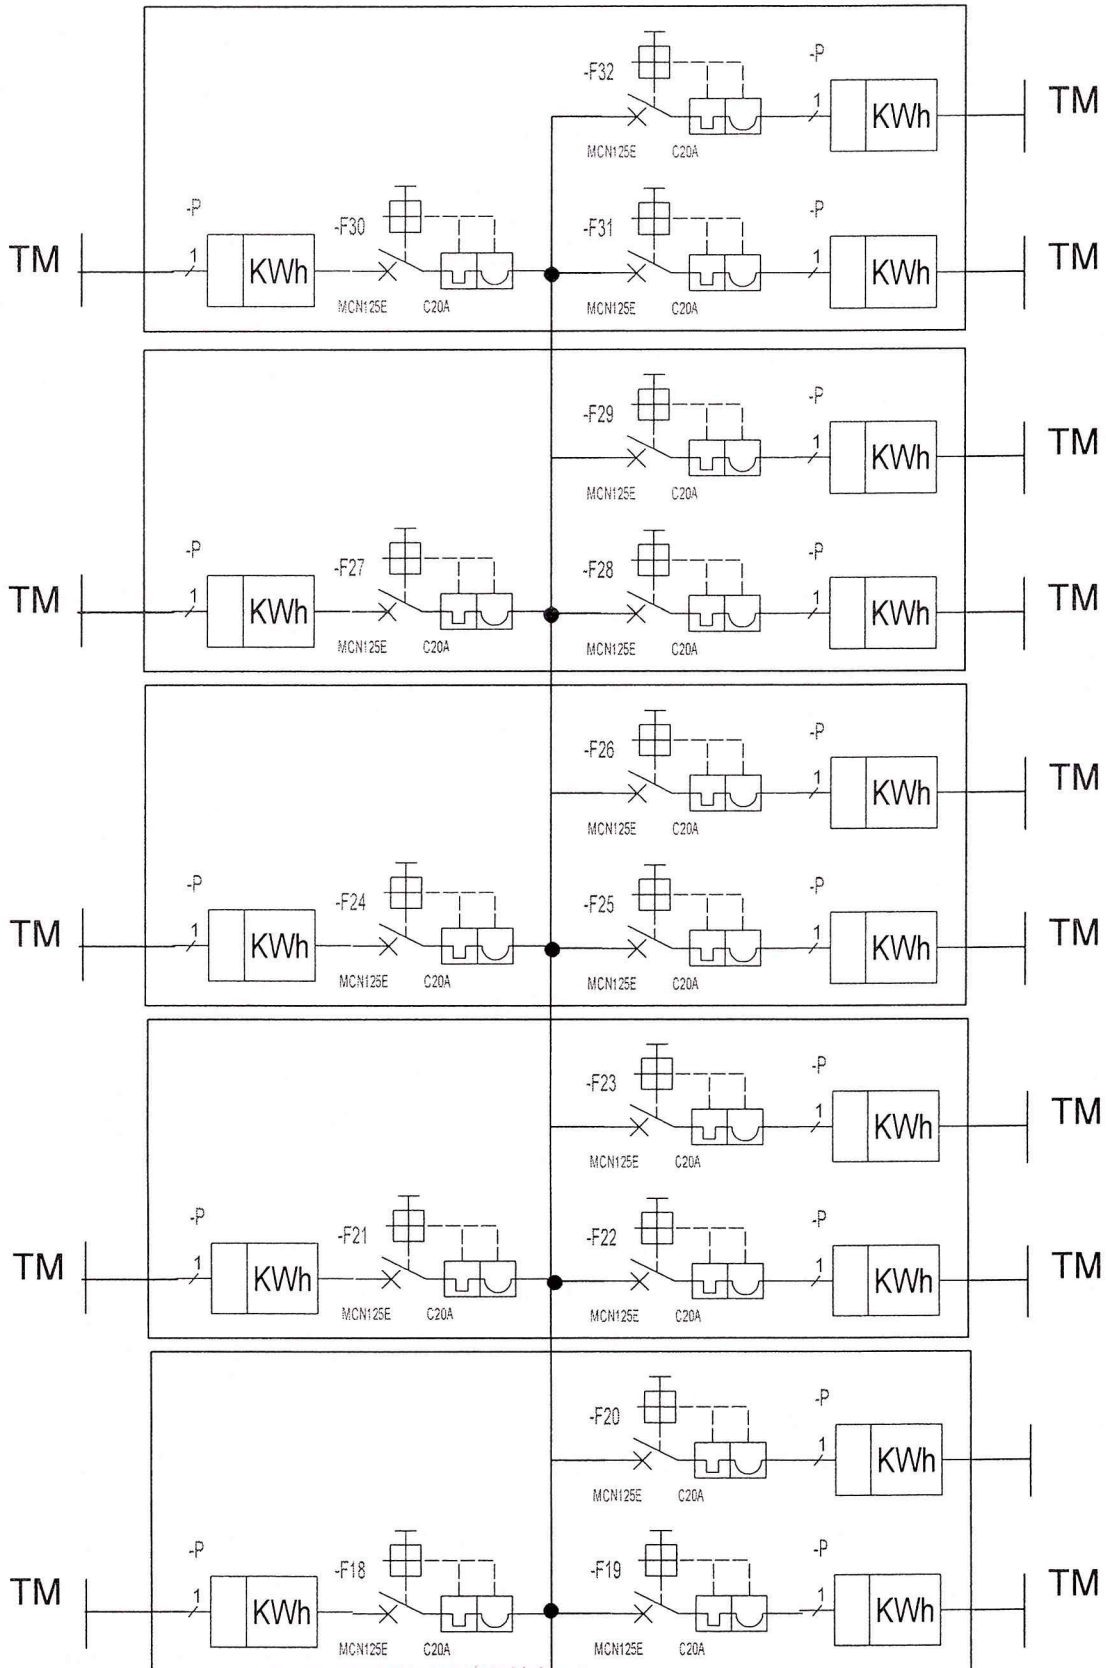 -F32
-P
1
KWh
TM
MCN125E C20A
TM
-P
1
KWh
-F30
MCN125E C20A
-F31
-P
1
KWh
TM
MCN125E C20A
-F29
-P
1
KWh
TM
MCN125E C20A
TM
-P
1
KWh
-F27
MCN125E C20A
-F28
-P
1
KWh
TM
MCN125E C20A
-F26
-P
1
KWh
TM
MCN125E C20A
TM
-P
1
KWh
-F24
MCN125E C20A
-F25
-P
1
KWh
TM
MCN125E C20A
-F23
-P
1
KWh
TM
MCN125E C20A
TM
-P
1
KWh
-F21
MCN125E C20A
-F22
-P
1
KWh
TM
MCN125E C20A
-F20
-P
1
KWh
MCN125E C20A
TM
-P
1
KWh
-F18
MCN125E C20A
-F19
-P
1
KWh
TM
MCN125E C20A